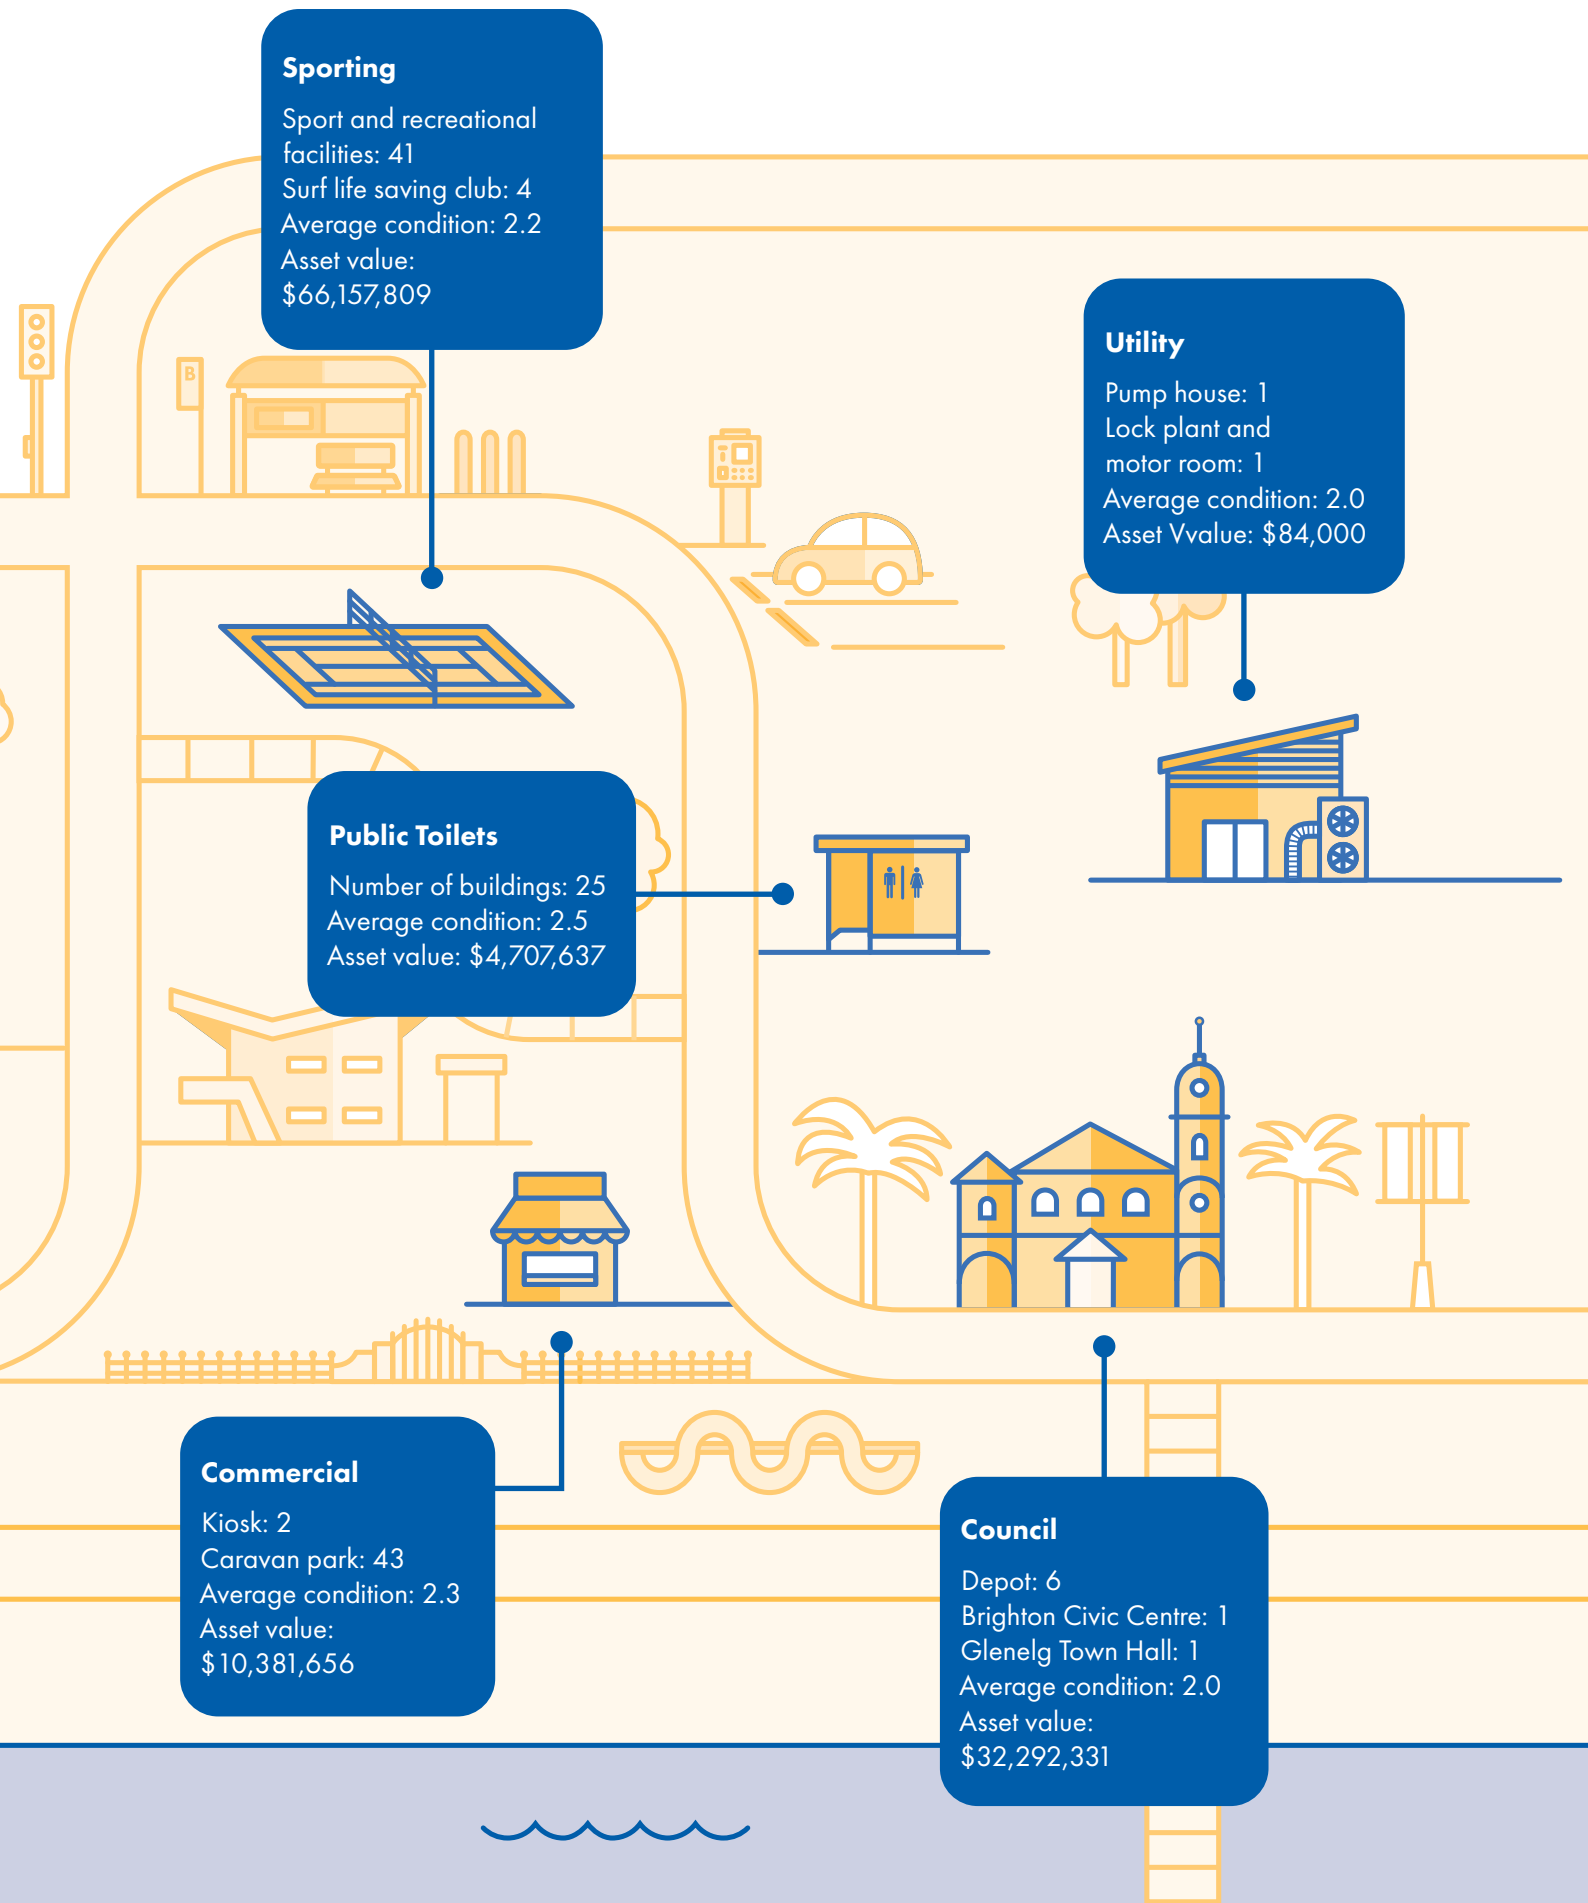 Sporting
Sport and recreational
facilities: 41
Surf life saving club: 4
Average condition: 2.2
Asset value:
$66,157,809
Utility
Pump house: 1
Lock plant and
motor room: 1
Average condition: 2.0
Asset Vvalue: $84,000
B
Public Toilets
Number of buildings: 25
Average condition: 2.5
Asset value: $4,707,637
Commercial
Kiosk: 2
Caravan park: 43
Average condition: 2.3
Asset value:
$10,381,656
Council
Depot: 6
Brighton Civic Centre: 1
Glenelg Town Hall: 1
Average condition: 2.0
Asset value:
$32,292,331